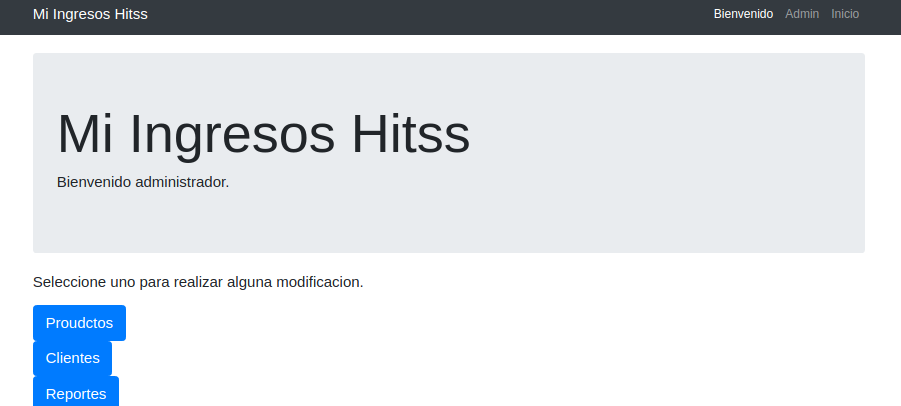 Mi Ingresos Hitss Bienvenido Admin Inicio
Mi Ingresos Hitss
Bienvenido administrador.
Seleccione uno para realizar alguna modificacion.
Proudctos
Clientes
Reportes